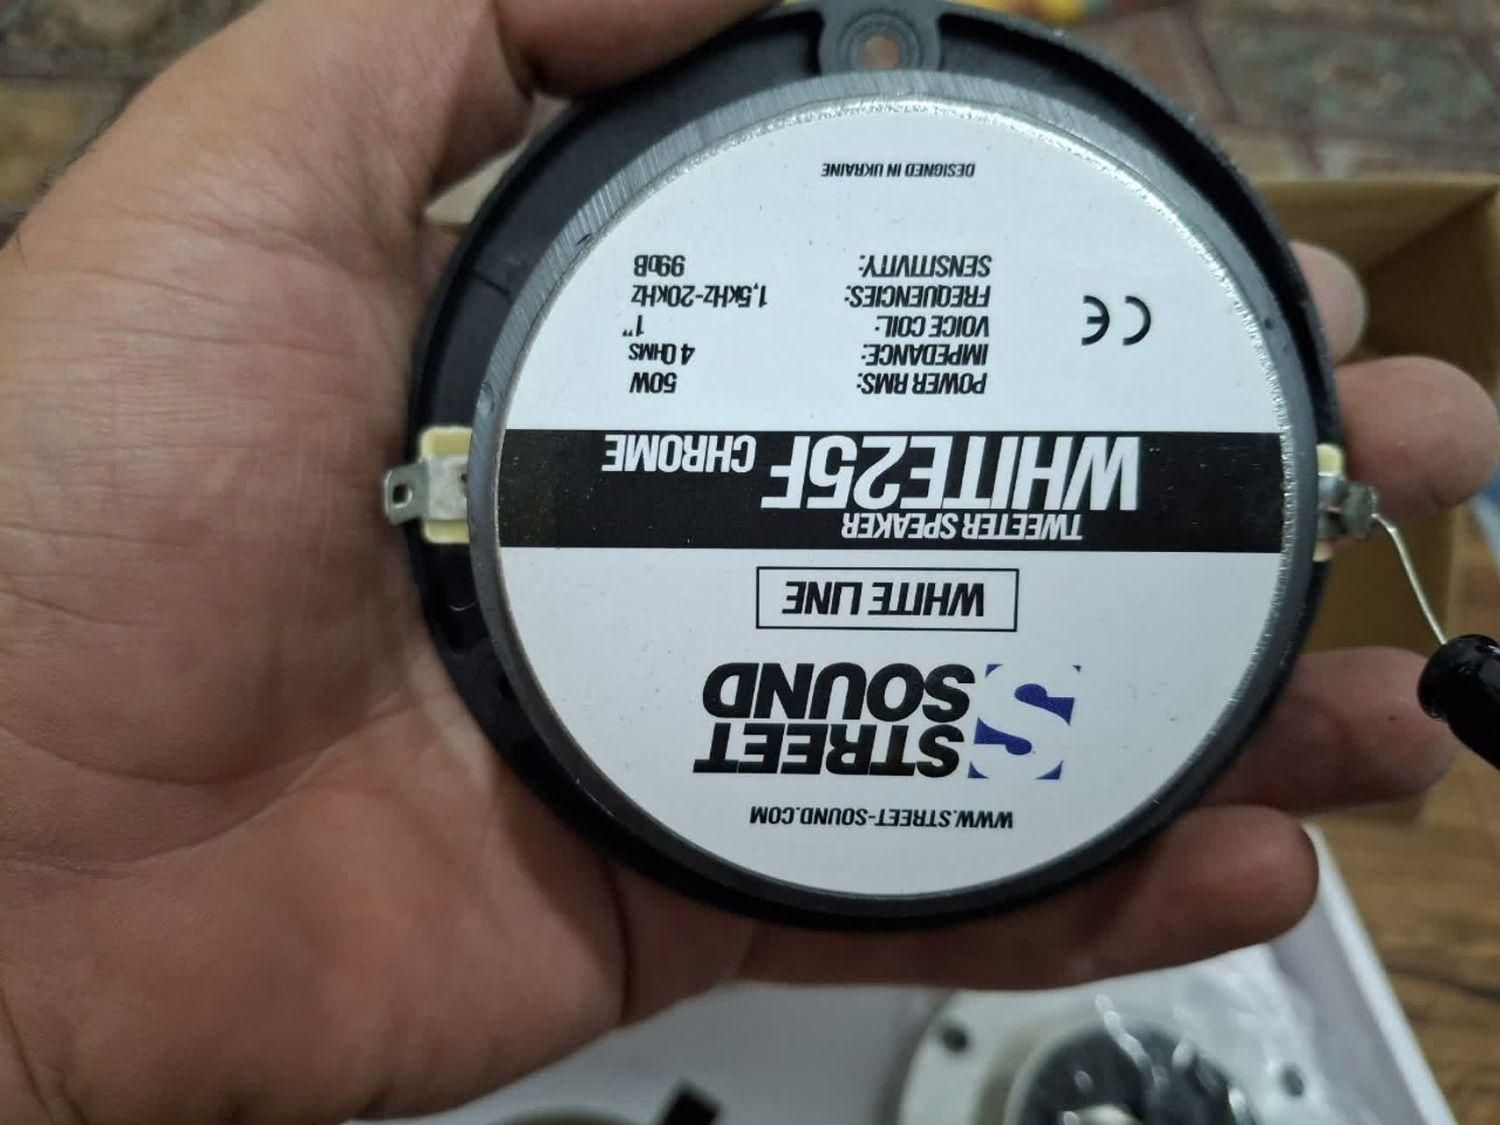 WWW.STREET-SOUND.COM
S STREET
SOUND
WHITE LINE
TWEETER SPEAKER
WHITE25F CHROME
POWER RMS: 50W
IMPEDANCE: 4 OHMS
VOICE COIL: 1"
FREQUENCIES: 1,5KHZ-20KHZ
SENSITIVITY: 99DB
CE
DESIGNED IN UKRAINE